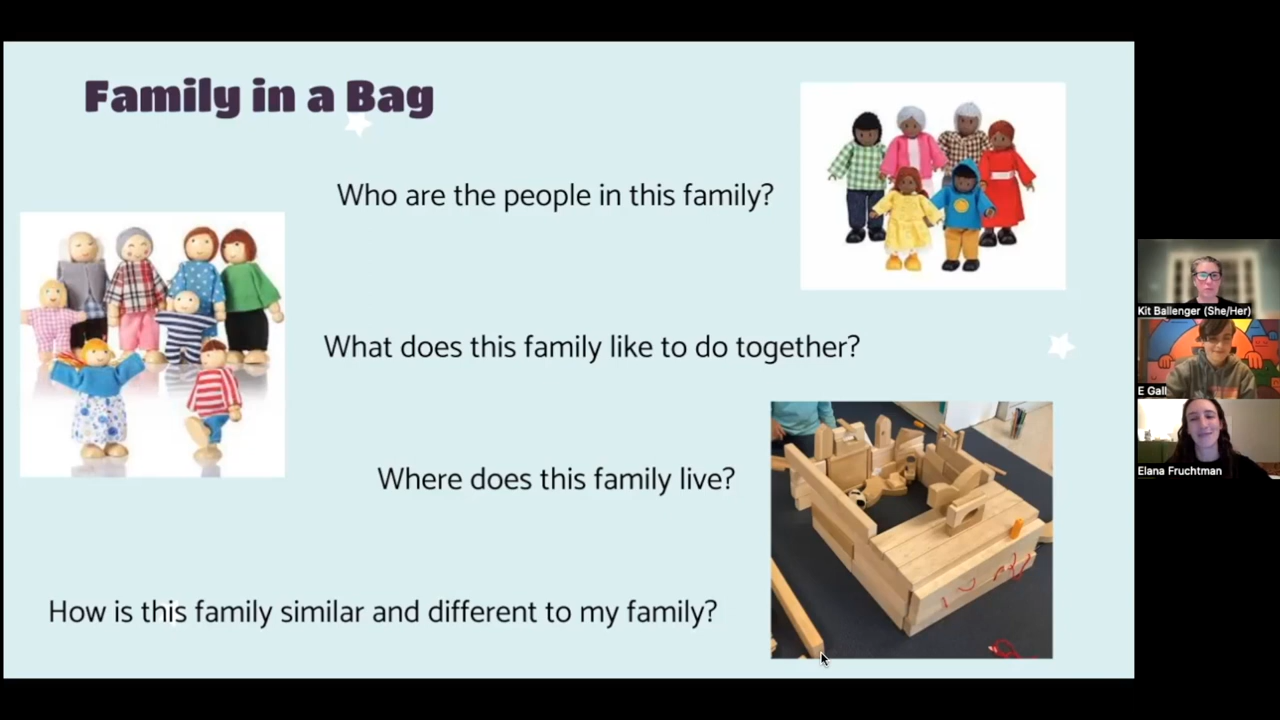 Family in a Bag
Who are the people in this family?
What does this family like to do together?
Where does this family live?
How is this family similar and different to my family?
Kit Ballenger (She/Her)
E Gall
Elana Fruchtman